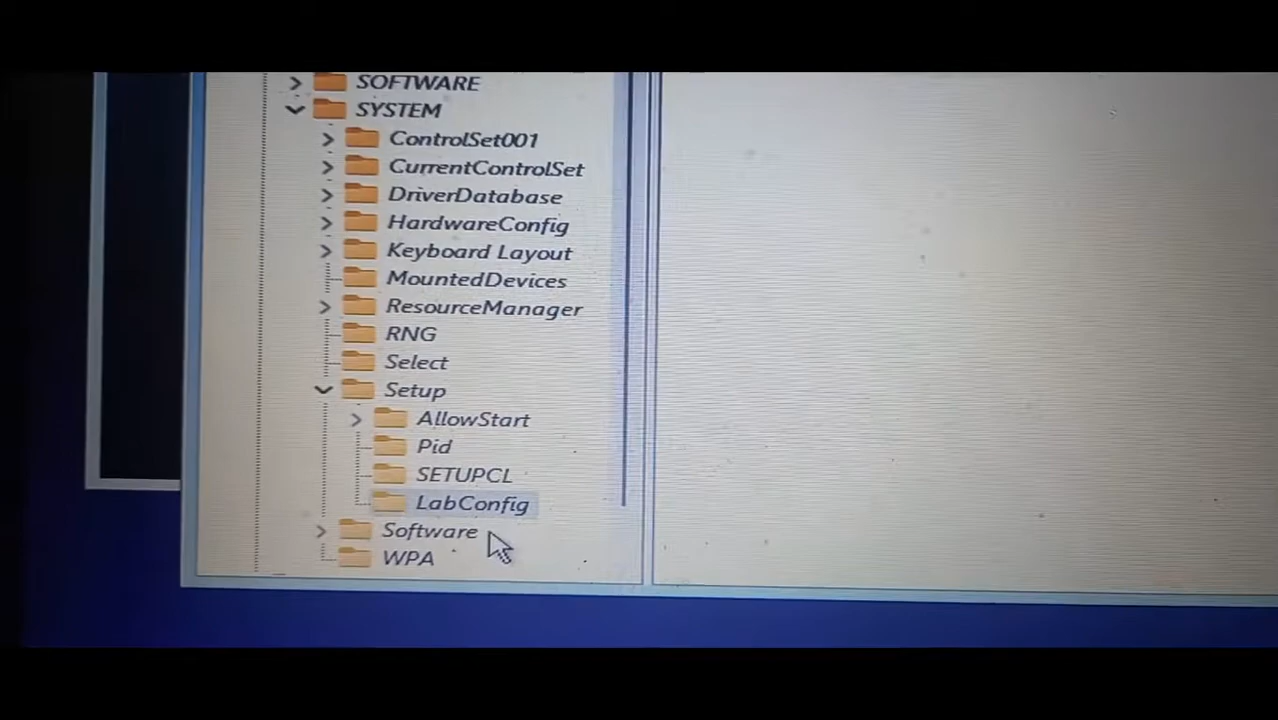 SOFTWARE
SYSTEM
ControlSet001
CurrentControlSet
DriverDatabase
HardwareConfig
Keyboard Layout
MountedDevices
ResourceManager
RNG
Select
Setup
AllowStart
Pid
SETUPCL
LabConfig
Software
WPA